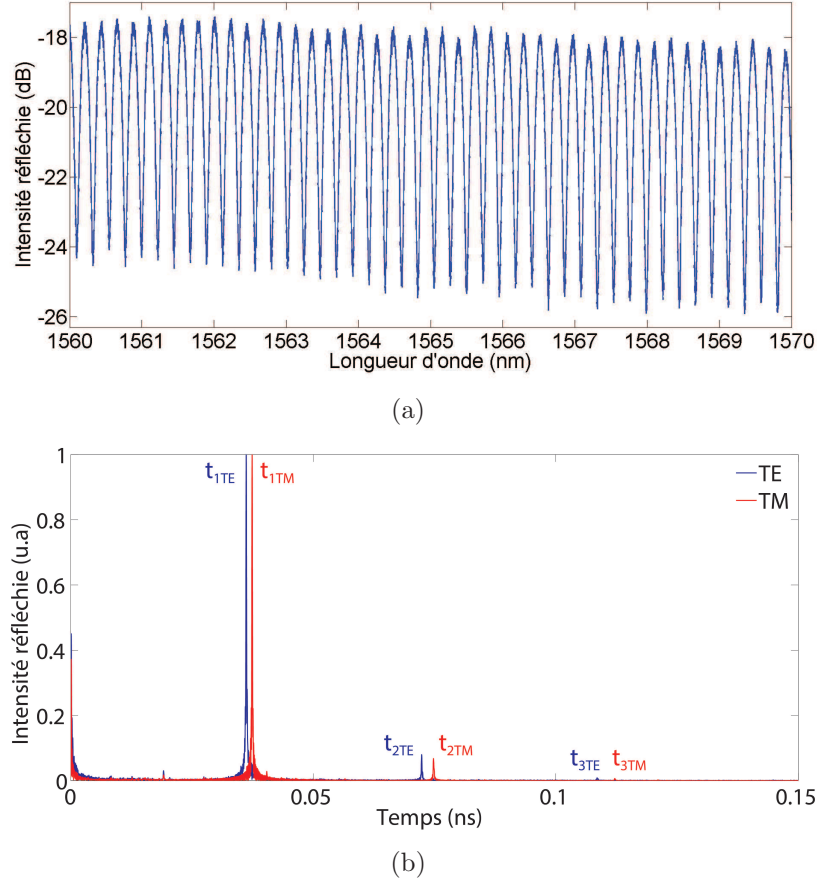 Intensité réfléchie (dB)
-18
-20
-22
-24
-26
1560 1561 1562 1563 1564 1565 1566 1567 1568 1569 1570
Longueur d'onde (nm)
(a)
Intensité réfléchie (u.a)
1
0.8
0.6
0.4
0.2
0
t1TE t1TM
TE
TM
t2TE t2TM
t3TE t3TM
0 0.05 0.1 0.15
Temps (ns)
(b)